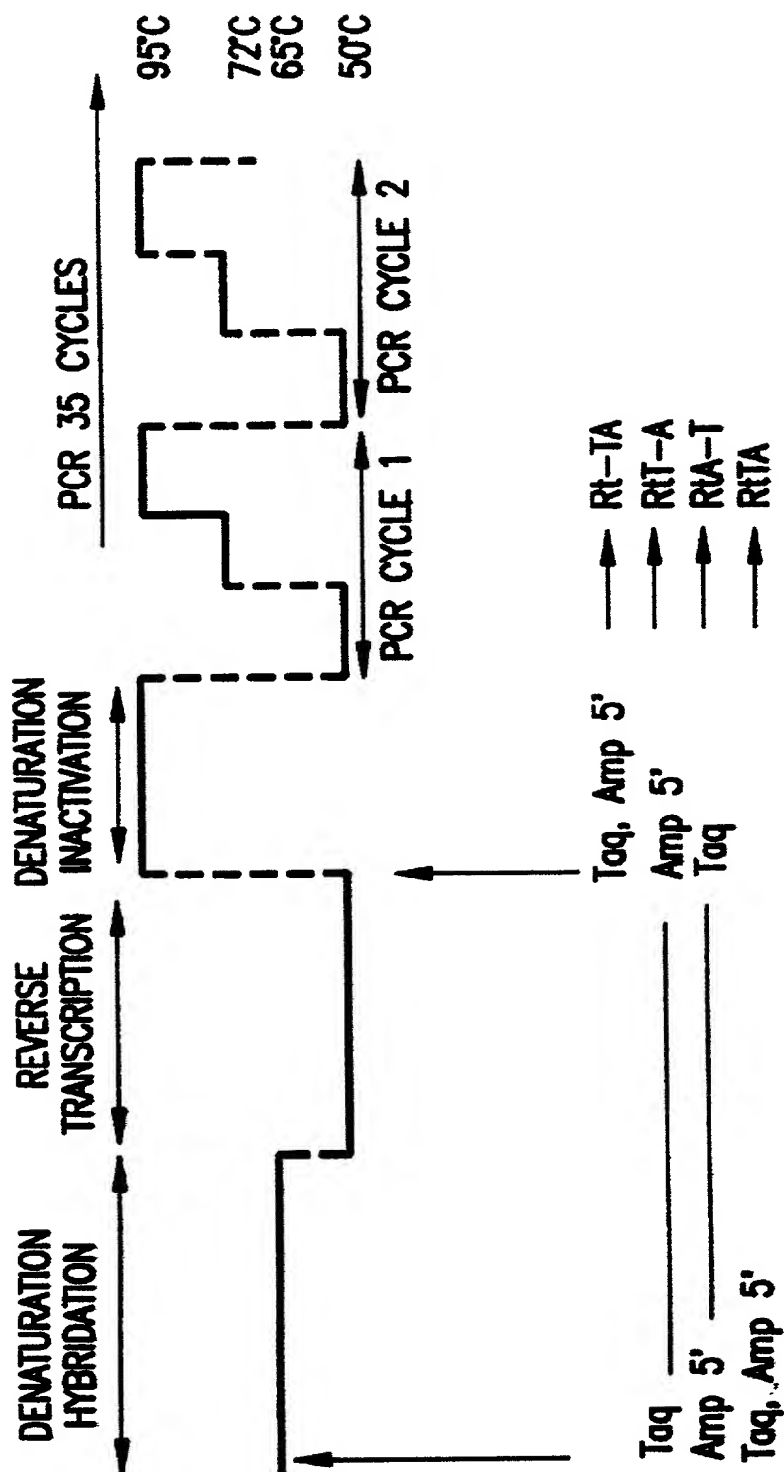 DENATURATION
HYBRIDATION
REVERSE
TRANSCRIPTION
DENATURATION
INACTIVATION
PCR 35 CYCLES
95°C
72°C
65°C
50°C
PCR CYCLE 1
PCR CYCLE 2
Taq, Amp 5' Rt-TA
Taq Amp 5' RtT-A
Amp 5' Taq RtA-T
Taq, Amp 5' RtTA